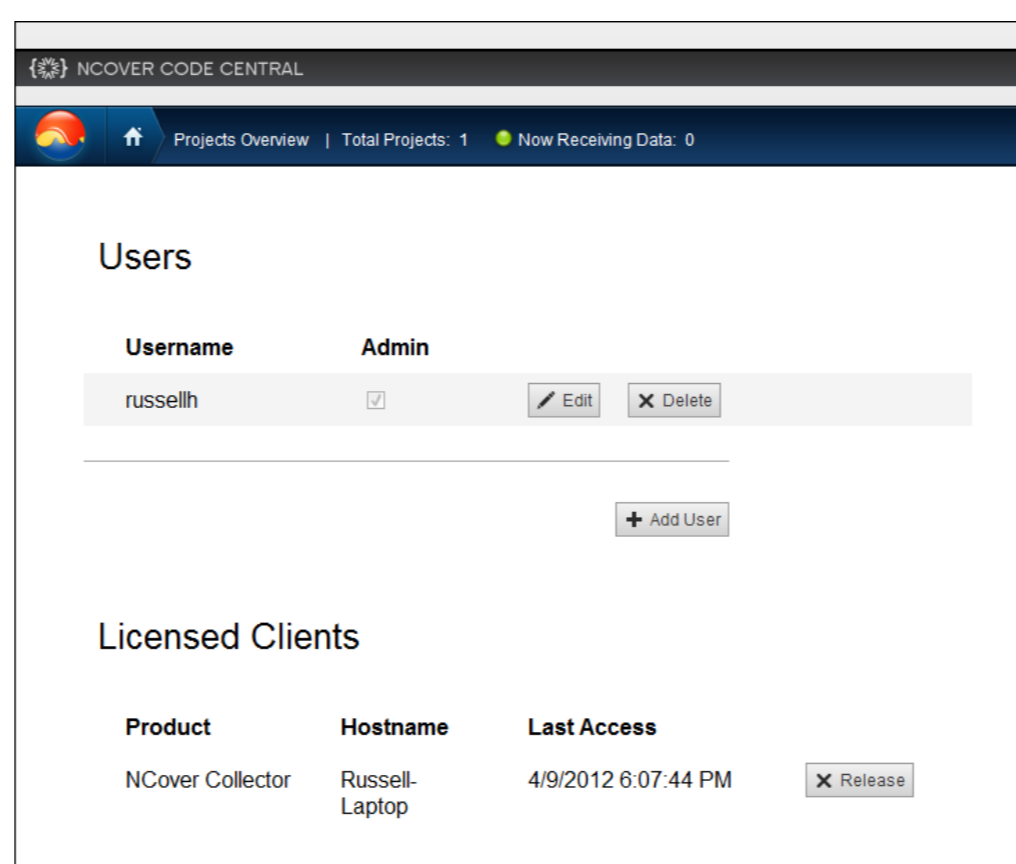 {} NCOVER CODE CENTRAL
Projects Overview | Total Projects: 1 Now Receiving Data: 0
Users
Username Admin
russellh Edit Delete
Add User
Licensed Clients
Product Hostname Last Access
NCover Collector Russell- 4/9/2012 6:07:44 PM Release
Laptop